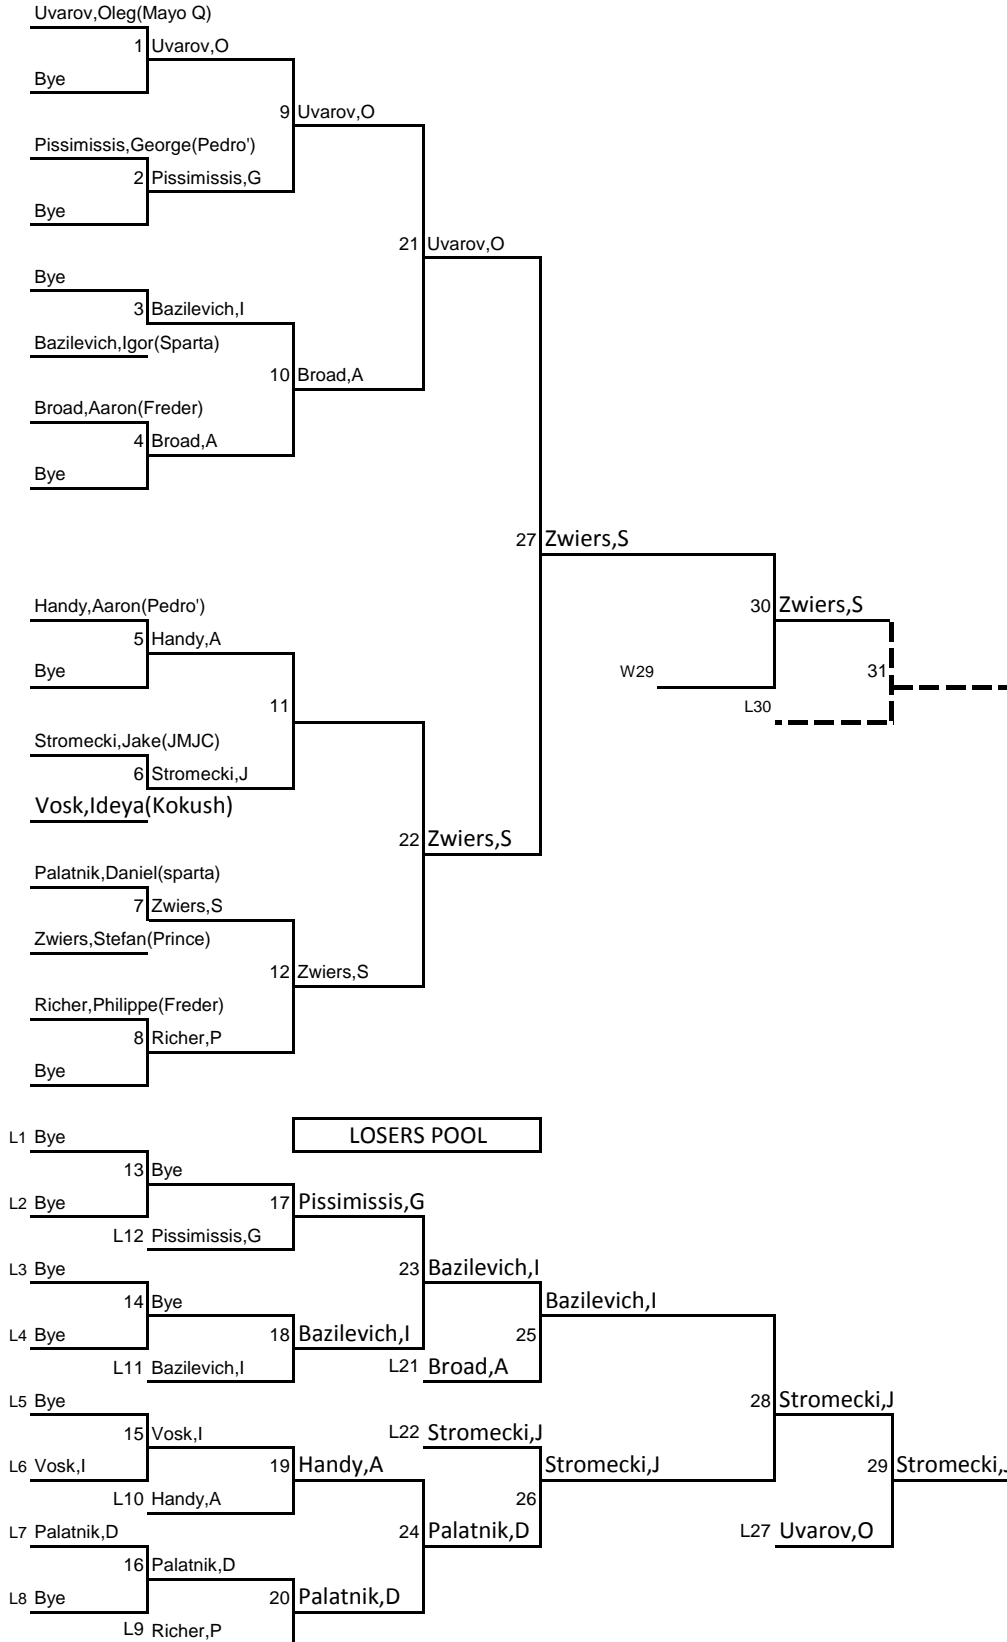 Uvarov,Oleg(Mayo Q)
1 Uvarov,O
Bye
9 Uvarov,O
Pissimissis,George(Pedro')
2 Pissimissis,G
Bye
21 Uvarov,O
Bye
3 Bazilevich,I
Bazilevich,Igor(Sparta)
10 Broad,A
Broad,Aaron(Freder)
4 Broad,A
Bye
27 Zwiers,S
Handy,Aaron(Pedro')
30 Zwiers,S
5 Handy,A
Bye
W29
31
11
L30
Stromecki,Jake(JMJC)
6 Stromecki,J
Vosk,Ideya(Kokush)
22 Zwiers,S
Palatnik,Daniel(sparta)
7 Zwiers,S
Zwiers,Stefan(Prince)
12 Zwiers,S
Richer,Philippe(Freder)
8 Richer,P
Bye
L1 Bye
LOSERS POOL
13 Bye
L2 Bye
17 Pissimissis,G
L12 Pissimissis,G
L3 Bye
23 Bazilevich,I
14 Bye
Bazilevich,I
L4 Bye
18 Bazilevich,I
25
L11 Bazilevich,I
L21 Broad,A
L5 Bye
28 Stromecki,J
15 Vosk,I
L22 Stromecki,J
L6 Vosk,I
19 Handy,A
Stromecki,J
29 Stromecki,J
L10 Handy,A
26
L7 Palatnik,D
24 Palatnik,D
L27 Uvarov,O
16 Palatnik,D
L8 Bye
20 Palatnik,D
L9 Richer,P